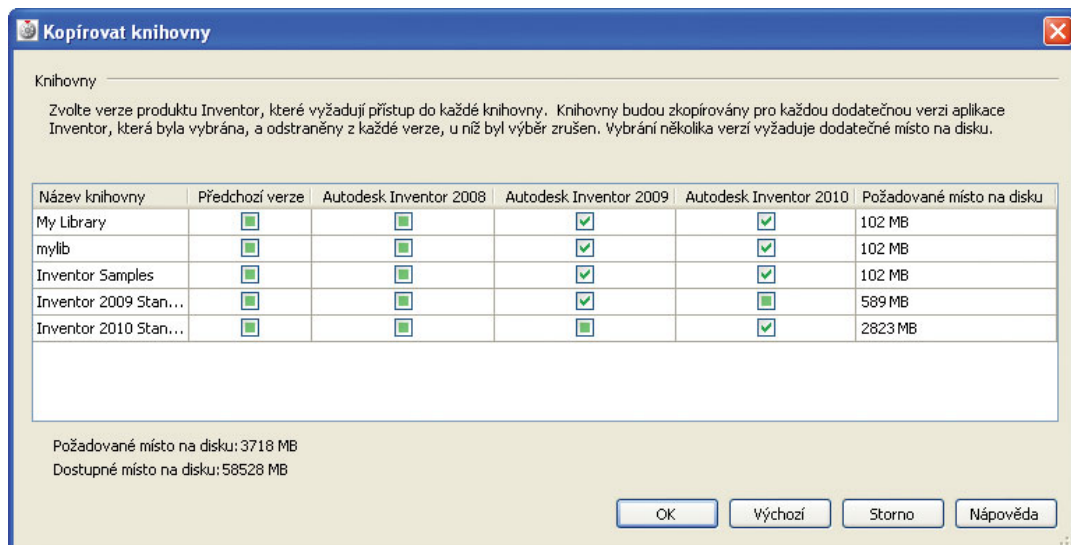 Kopírovat knihovny
Knihovny
Zvolte verze produktu Inventor, které vyžadují přístup do každé knihovny. Knihovny budou zkopírovány pro každou dodatečnou verzi aplikace
Inventor, která byla vybrána, a odstraněny z každé verze, u níž byl výběr zrušen. Vybrání několika verzí vyžaduje dodatečné místo na disku.
Název knihovny Předchozí verze Autodesk Inventor 2008 Autodesk Inventor 2009 Autodesk Inventor 2010 Požadované místo na disku
My Library 102 MB
mylib 102 MB
Inventor Samples 102 MB
Inventor 2009 Stan... 589 MB
Inventor 2010 Stan... 2823 MB
Požadované místo na disku: 3718 MB
Dostupné místo na disku: 58528 MB
OK Výchozí Storno Nápověda